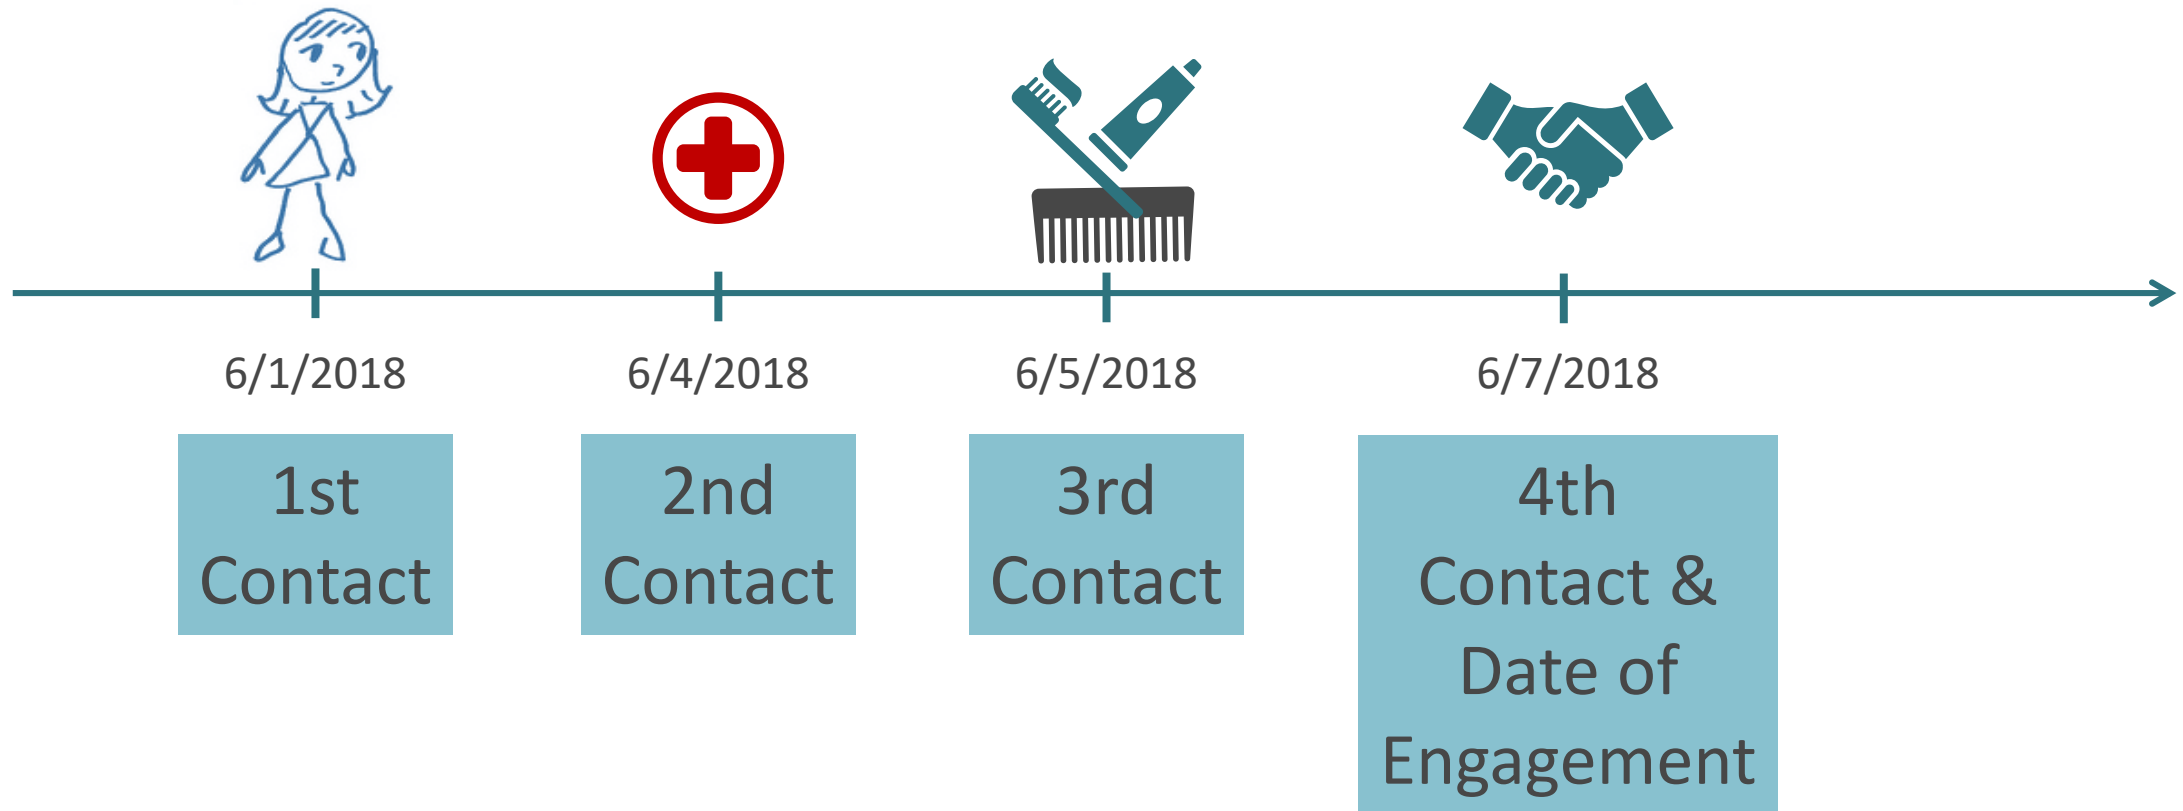 6/1/2018
6/4/2018
6/5/2018
6/7/2018
1st
Contact
2nd
Contact
3rd
Contact
4th
Contact &
Date of
Engagement